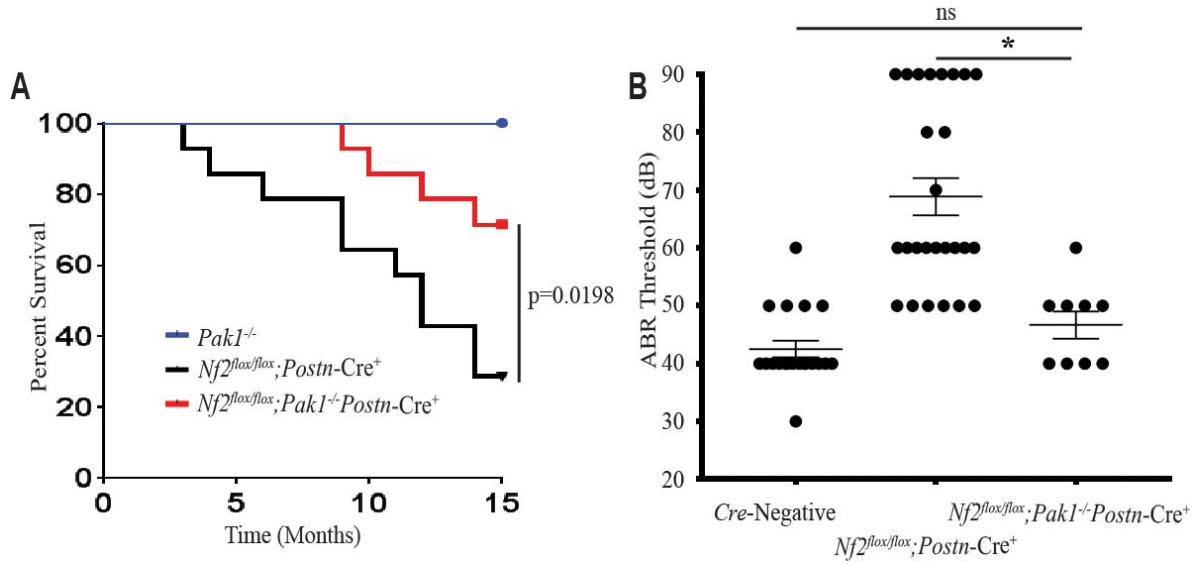 A
100
80
60
40
20
0
0 5 10 15
Percent Survival
Time (Months)
Pak1-/-
Nf2flox/flox;Postn-Cre+
Nf2flox/flox;Pak1-/-Postn-Cre+
p=0.0198
B
ns
*
90
80
70
60
50
40
30
20
ABR Threshold (dB)
Cre-Negative
Nf2flox/flox;Postn-Cre+
Nf2flox/flox;Pak1-/-Postn-Cre+